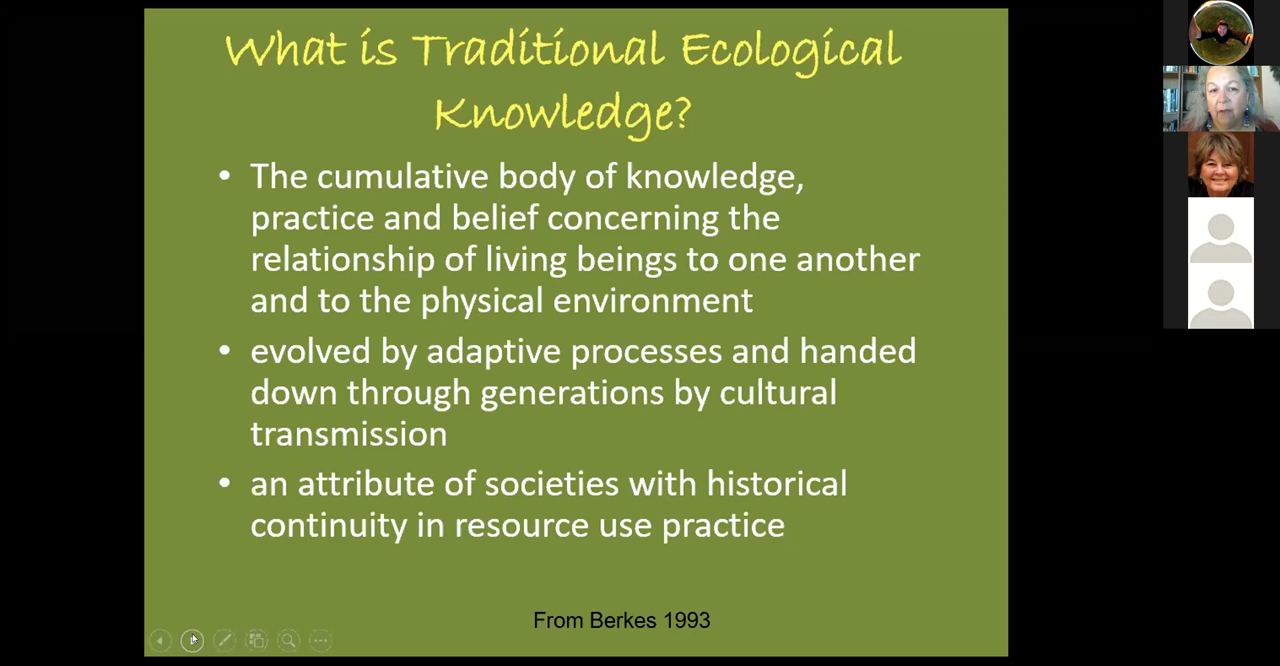 What is Traditional Ecological
Knowledge?
• The cumulative body of knowledge,
practice and belief concerning the
relationship of living beings to one another
and to the physical environment
• evolved by adaptive processes and handed
down through generations by cultural
transmission
• an attribute of societies with historical
continuity in resource use practice
From Berkes 1993